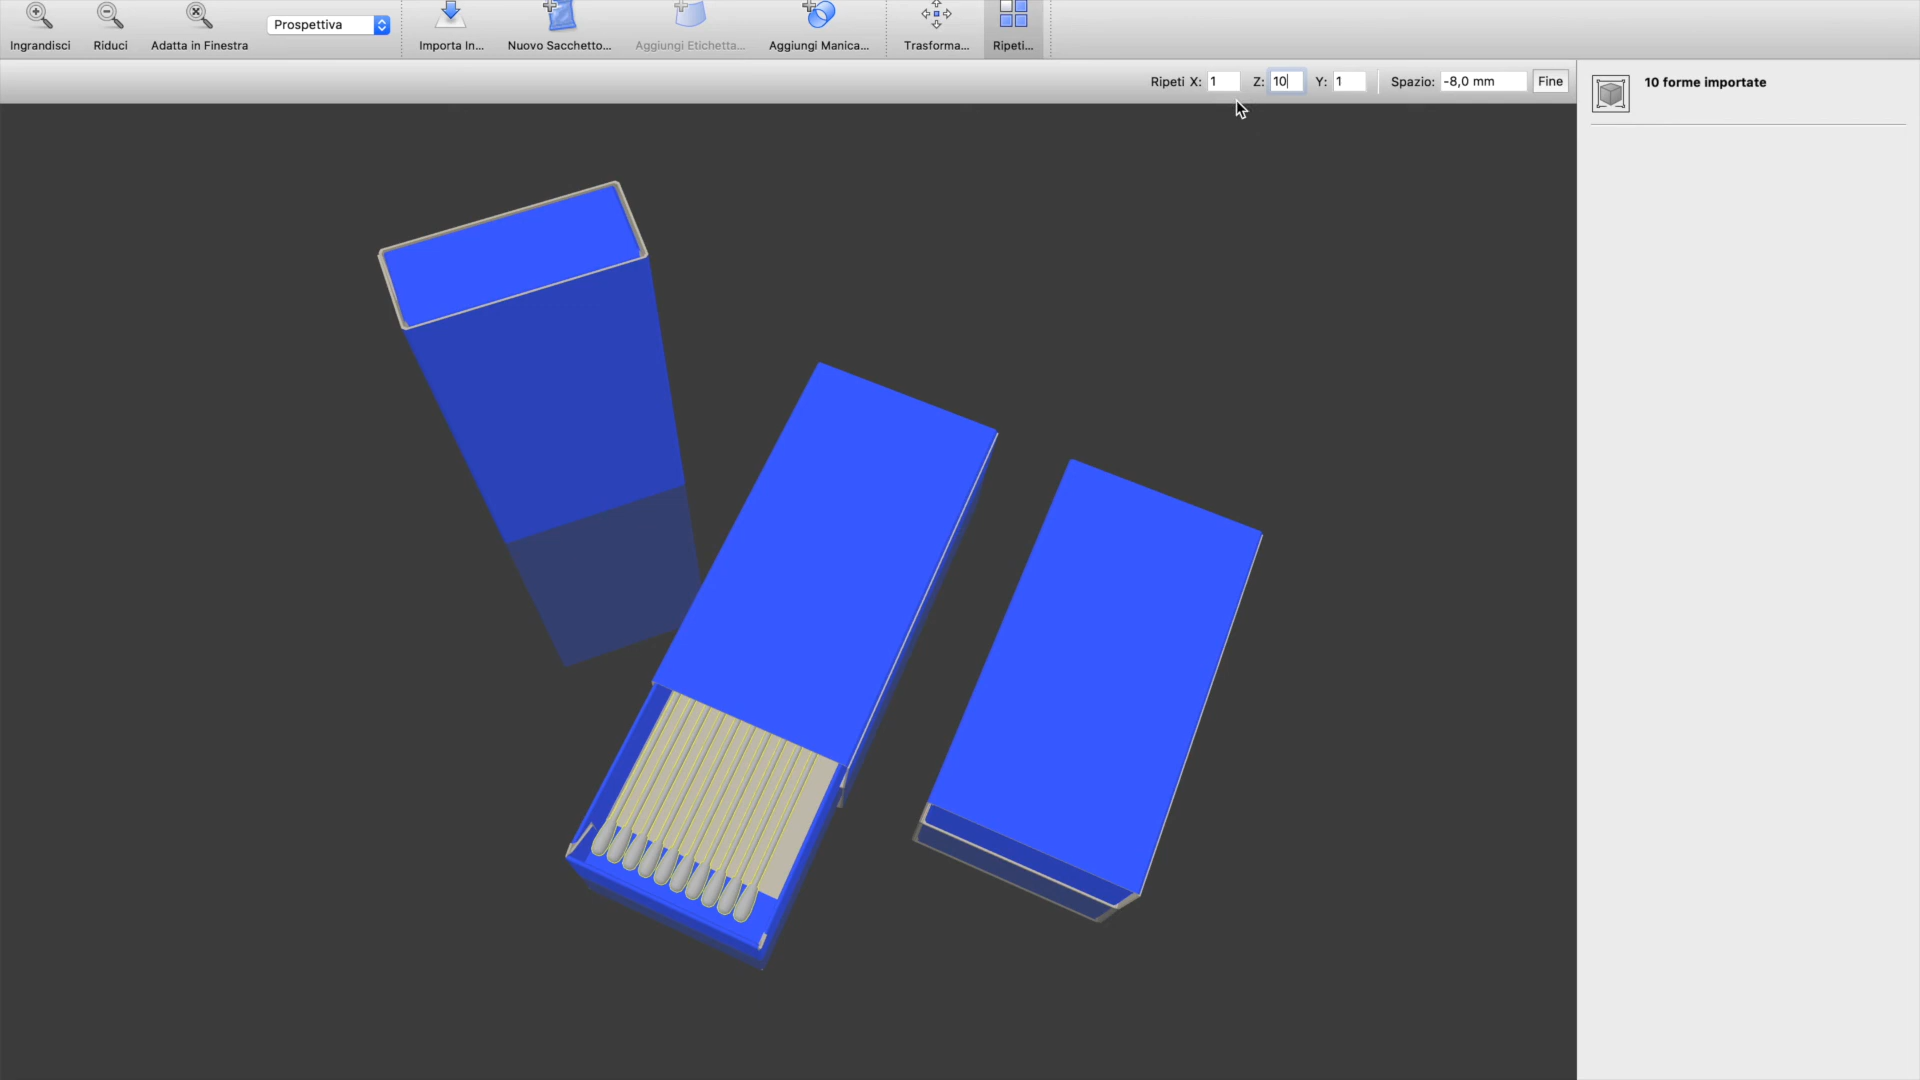 Ingrandisci
Riduci
Adatta in Finestra
Prospettiva
Importa In...
Nuovo Sacchetto...
Aggiungi Etichetta...
Aggiungi Manica...
Trasforma...
Ripeti...
Ripeti X: 1 Z: 10 Y: 1 Spazio: -8,0 mm Fine
10 forme importate